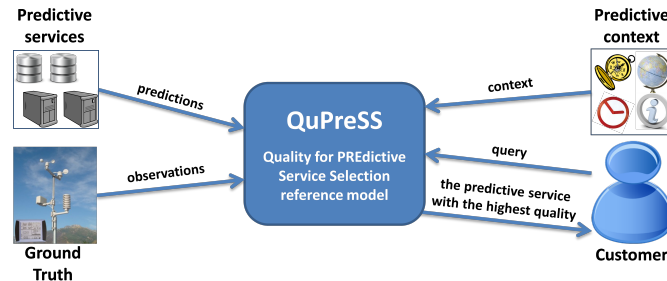 Predictive
services
predictions
observations
Ground
Truth
QuPreSS
Quality for PREdictive
Service Selection
reference model
Predictive
context
context
query
the predictive service
with the highest quality
Customer